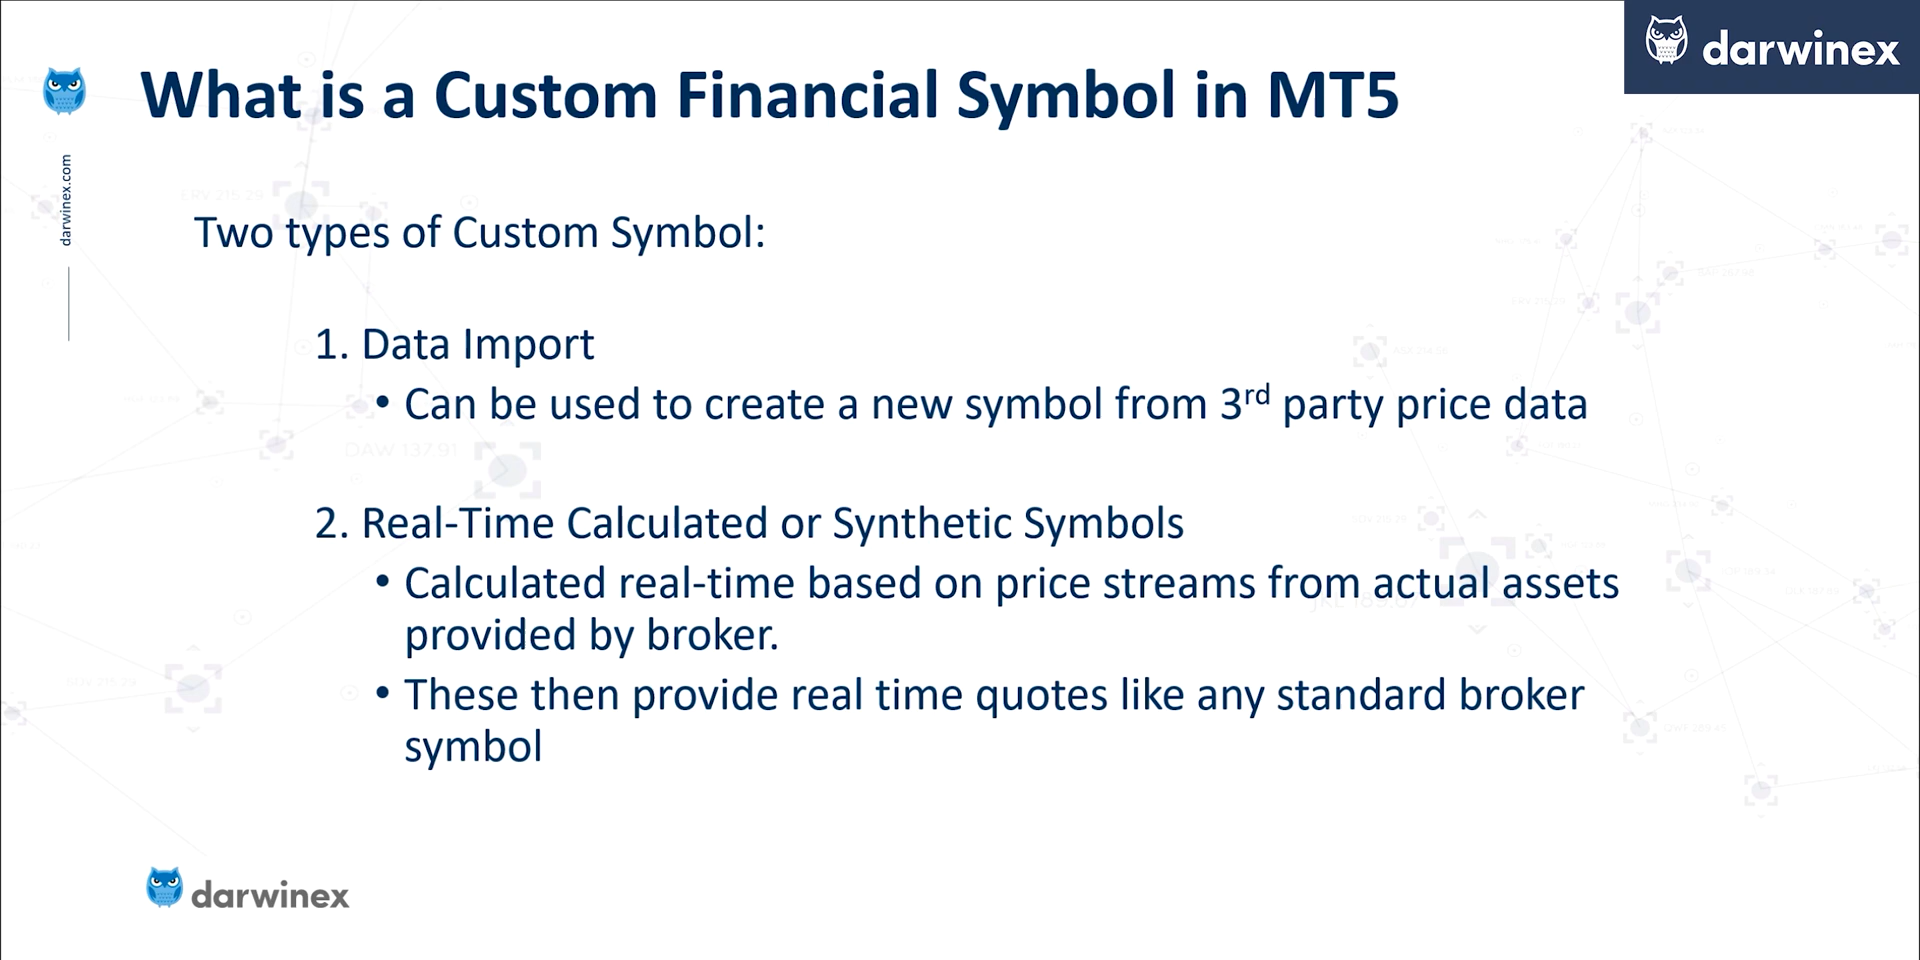 darwinex
What is a Custom Financial Symbol in MT5
darwinex.com
Two types of Custom Symbol:
1. Data Import
• Can be used to create a new symbol from 3rd party price data
DAW 137.91
2. Real-Time Calculated or Synthetic Symbols
• Calculated real-time based on price streams from actual assets
provided by broker.
• These then provide real time quotes like any standard broker
symbol
darwinex